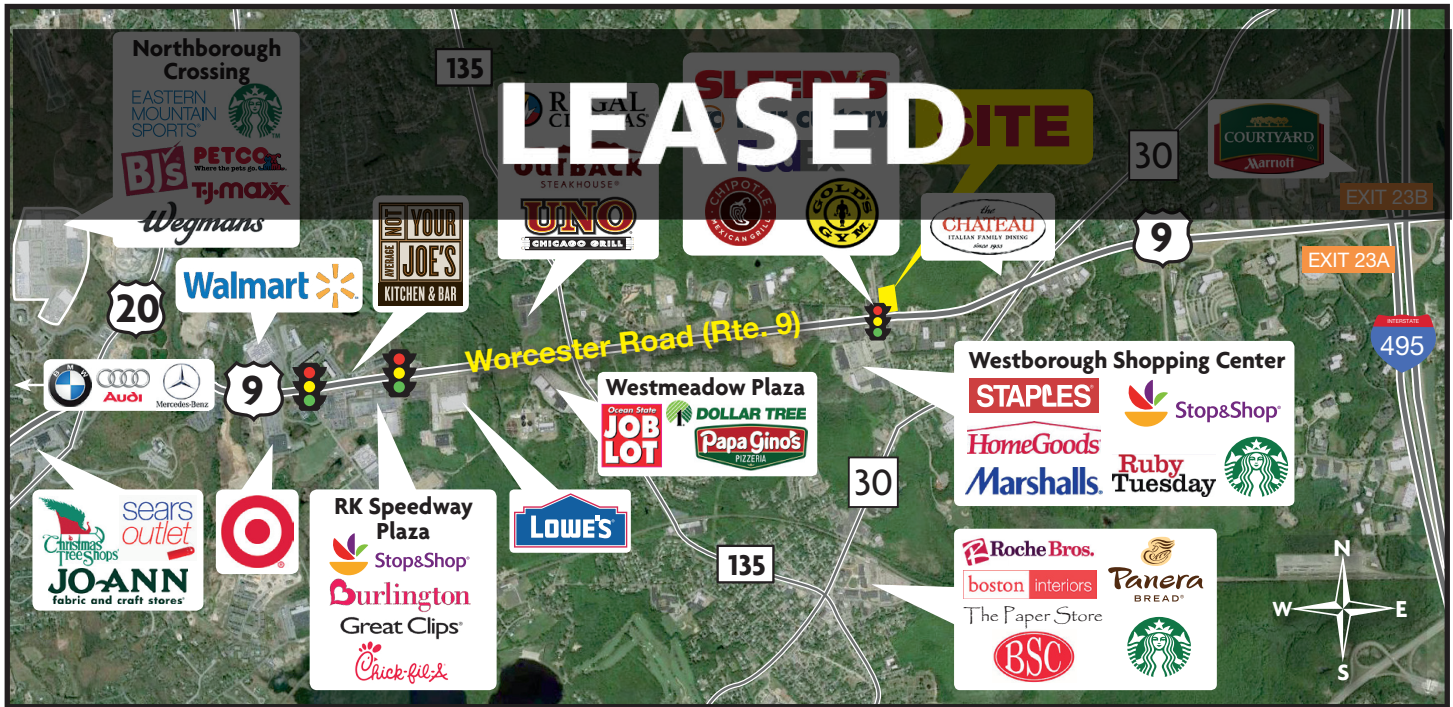 Northborough
Crossing
EASTERN
MOUNTAIN
SPORTS
BJ's
PETCO
Where the pets go.
T·J·maxx
Wegmans
135
LEASED
REGAL
CINEMAS
OUTBACK
STEAKHOUSE®
UNO
CHICAGO GRILL
SLEEPY'S
FedEx
CHIPOTLE
MEXICAN GRILL
GOLD'S
GYM
SITE
30
COURTYARD
Marriott
EXIT 23B
the
CHATEAU
ITALIAN FAMILY DINING
since 1933
9
EXIT 23A
INTERSTATE
495
20
Walmart
NOT YOUR
AVERAGE JOE'S
KITCHEN & BAR
BMW
Audi
Mercedes-Benz
9
Worcester Road (Rte. 9)
Westmeadow Plaza
Ocean State
JOB
LOT
DOLLAR TREE
Papa Gino's
PIZZERIA
Westborough Shopping Center
STAPLES
Stop&Shop®
HomeGoods
Marshalls.
Ruby
Tuesday
30
Christmas
Tree Shops
sears
outlet
JO-ANN
fabric and craft stores®
RK Speedway
Plaza
Stop&Shop®
Burlington
Great Clips®
Chick-fil-A
LOWE'S
135
Roche Bros.
boston interiors
Panera
BREAD®
The Paper Store
BSC
N
W E
S